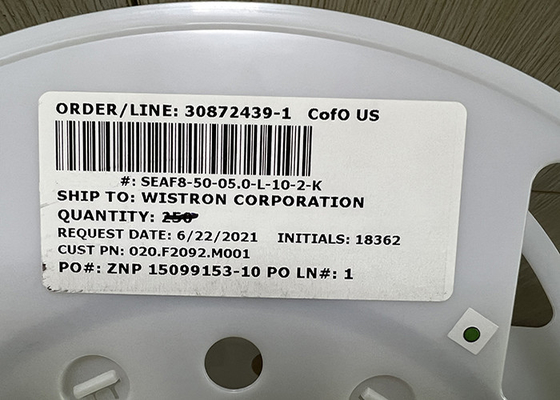 ORDER/LINE: 30872439-1 CofO US
#: SEAF8-50-05.0-L-10-2-K
SHIP TO: WISTRON CORPORATION
QUANTITY: 250
REQUEST DATE: 6/22/2021 INITIALS: 18362
CUST PN: 020.F2092.M001
PO#: ZNP 15099153-10 PO LN#: 1